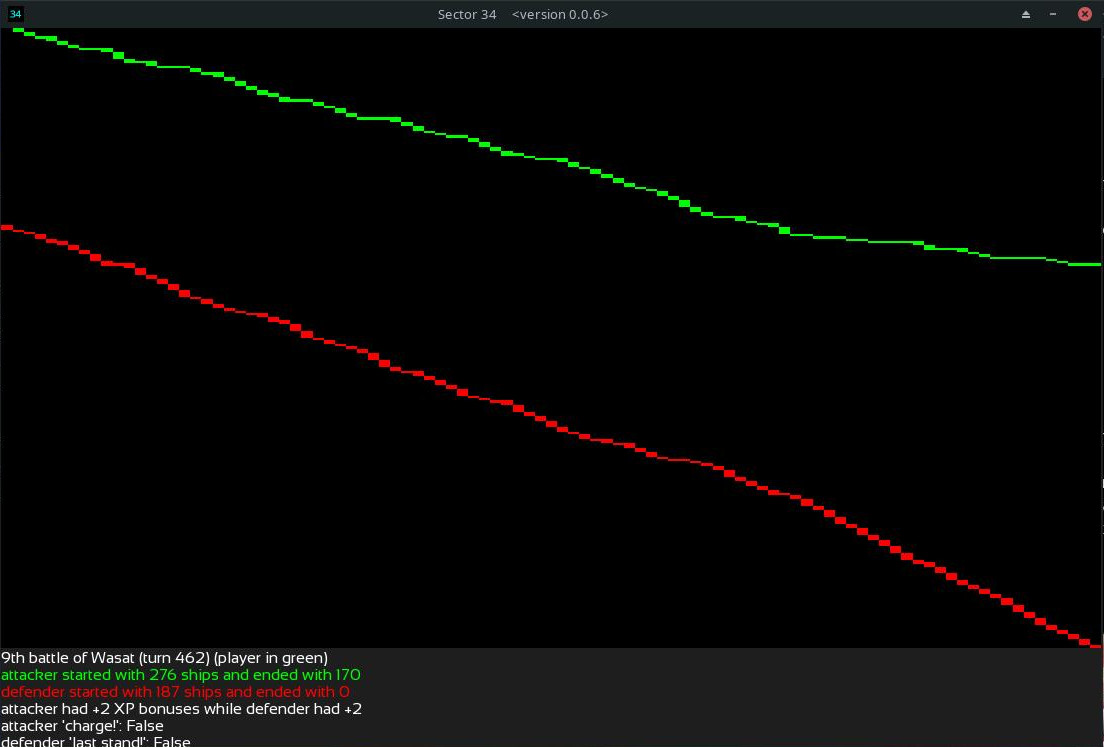 34
Sector 34 <version 0.0.6>
9th battle of Wasat (turn 462) (player in green)
attacker started with 276 ships and ended with 170
defender started with 187 ships and ended with 0
attacker had +2 XP bonuses while defender had +2
attacker 'charge!': False
defender 'last stand!': False